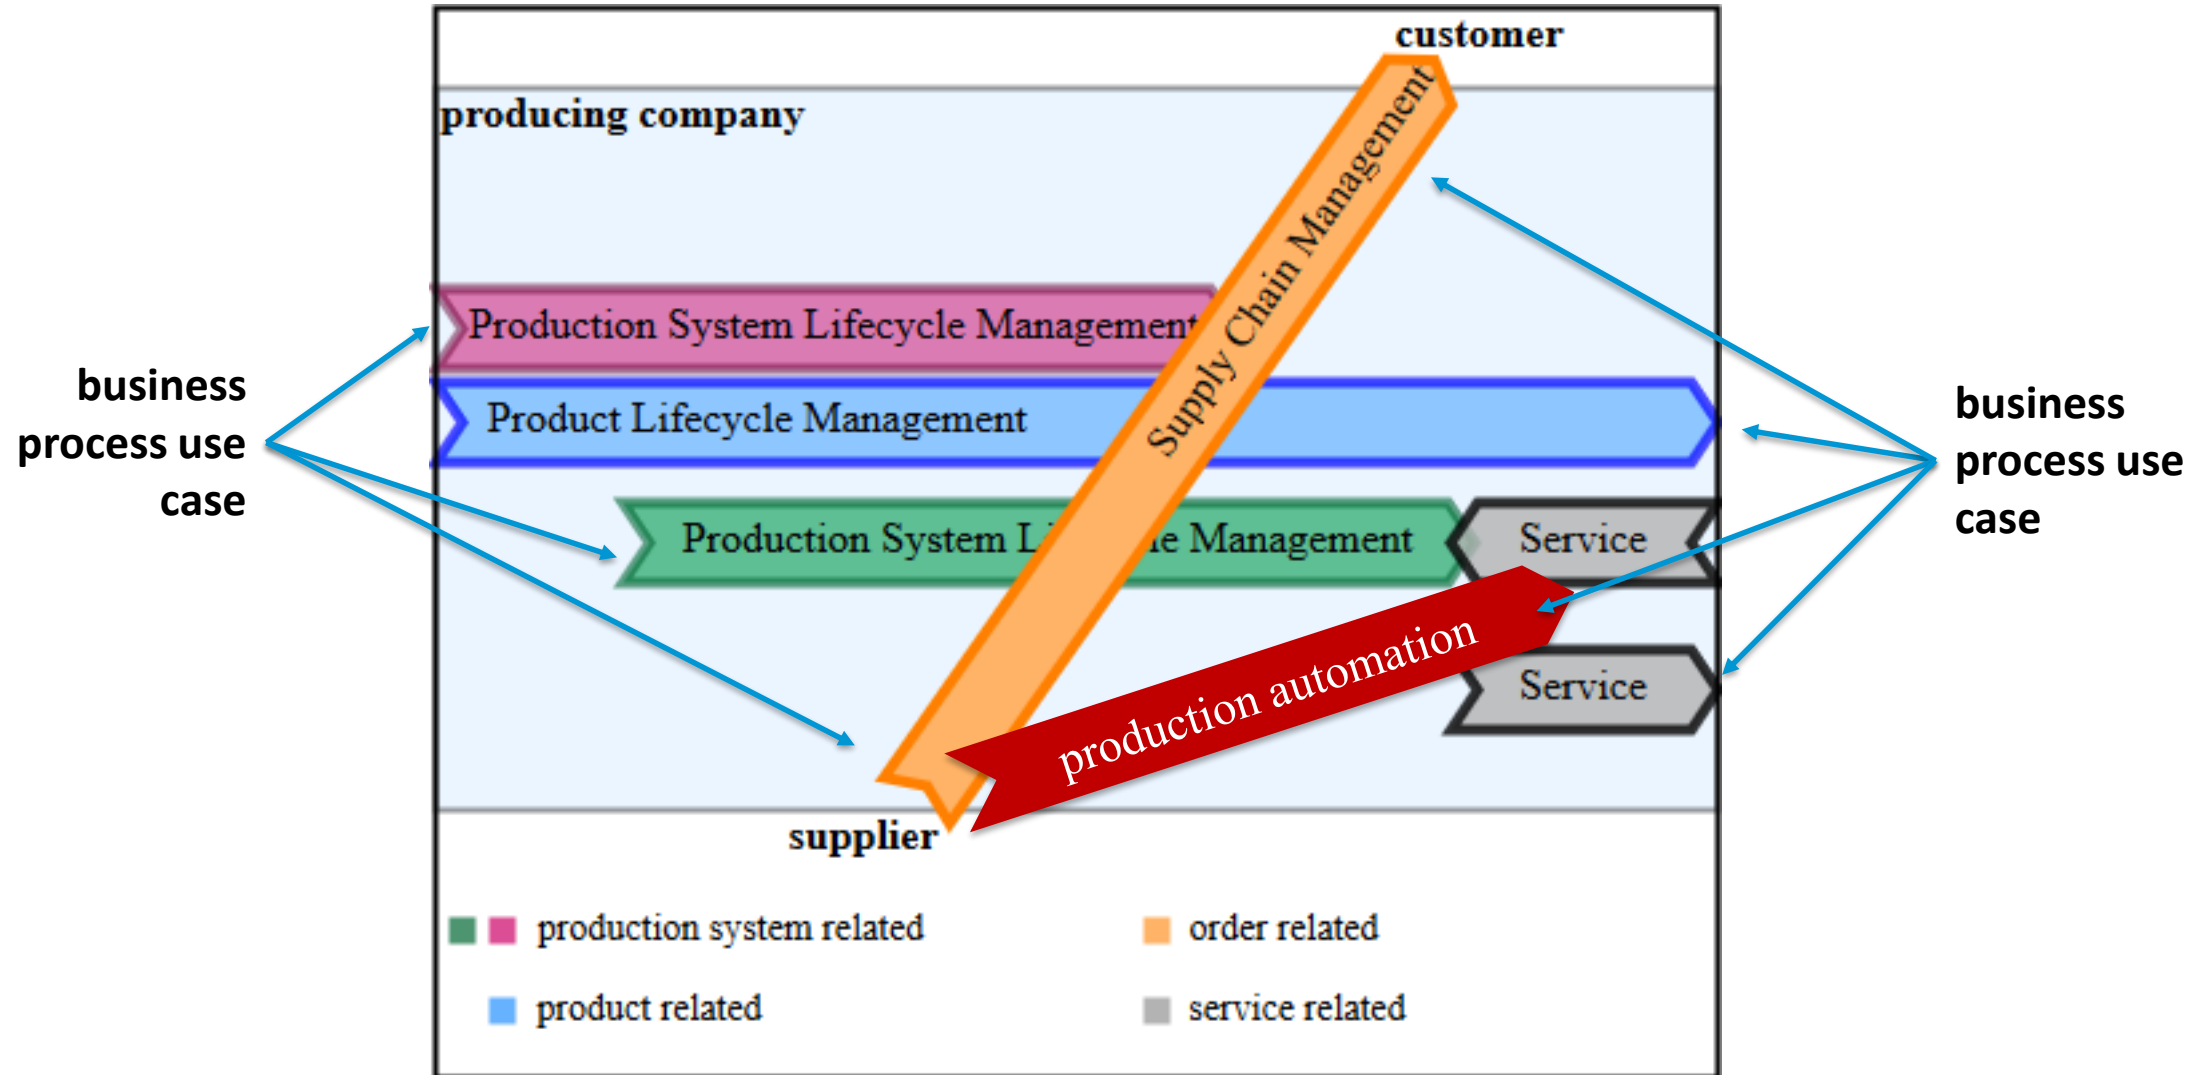 customer
producing company
Supply Chain Management
Production System Lifecycle Management
Product Lifecycle Management
business
process use
case
business
process use
case
Production System L le Management
Service
production automation
Service
supplier
production system related
order related
product related
service related